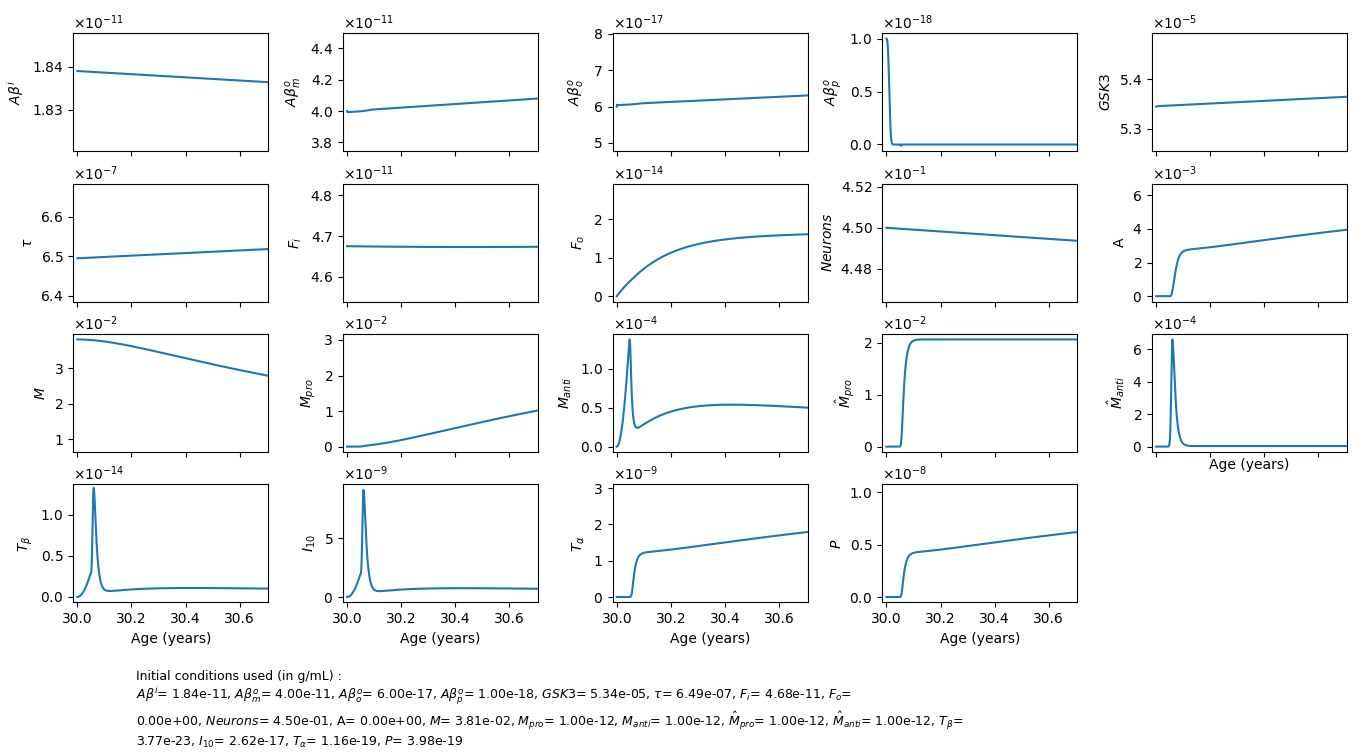 ×10⁻¹¹ ×10⁻¹¹ ×10⁻¹⁷ ×10⁻¹⁸ ×10⁻⁵
Aβⁱ 1.84 1.83
Aβₘᵒ 4.4 4.2 4.0 3.8
Aβₒᵒ 8 7 6 5
Aβₚᵒ 1.0 0.5 0.0
GSK3 5.4 5.3
×10⁻⁷ ×10⁻¹¹ ×10⁻¹⁴ ×10⁻¹ ×10⁻³
τ 6.6 6.5 6.4
Fᵢ 4.8 4.7 4.6
Fₒ 2 1 0
Neurons 4.52 4.50 4.48
A 6 4 2 0
×10⁻² ×10⁻² ×10⁻⁴ ×10⁻² ×10⁻⁴
M 3 2 1
Mₚᵣₒ 3 2 1 0
M_anti 1.0 0.5 0.0
M̂ₚᵣₒ 2 1 0
M̂_anti 6 4 2 0
Age (years)
×10⁻¹⁴ ×10⁻⁹ ×10⁻⁹ ×10⁻⁸
T_β 1.0 0.5 0.0
I₁₀ 5 0
T_α 3 2 1 0
P 1.0 0.5 0.0
30.0 30.2 30.4 30.6 30.0 30.2 30.4 30.6 30.0 30.2 30.4 30.6 30.0 30.2 30.4 30.6
Age (years) Age (years) Age (years) Age (years)
Initial conditions used (in g/mL) :
Aβⁱ= 1.84e-11, Aβₘᵒ= 4.00e-11, Aβₒᵒ= 6.00e-17, Aβₚᵒ= 1.00e-18, GSK3= 5.34e-05, τ= 6.49e-07, Fᵢ= 4.68e-11, Fₒ=
0.00e+00, Neurons= 4.50e-01, A= 0.00e+00, M= 3.81e-02, Mₚᵣₒ= 1.00e-12, M_anti= 1.00e-12, M̂ₚᵣₒ= 1.00e-12, M̂_anti= 1.00e-12, T_β=
3.77e-23, I₁₀= 2.62e-17, T_α= 1.16e-19, P= 3.98e-19